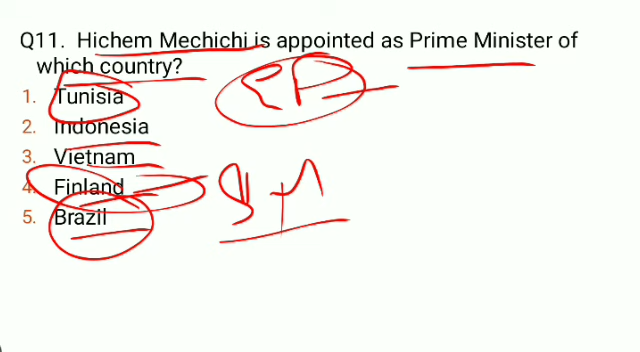 Q11. Hichem Mechichi is appointed as Prime Minister of
which country?
1. Tunisia
2. Indonesia
3. Vietnam
4. Finland
5. Brazil